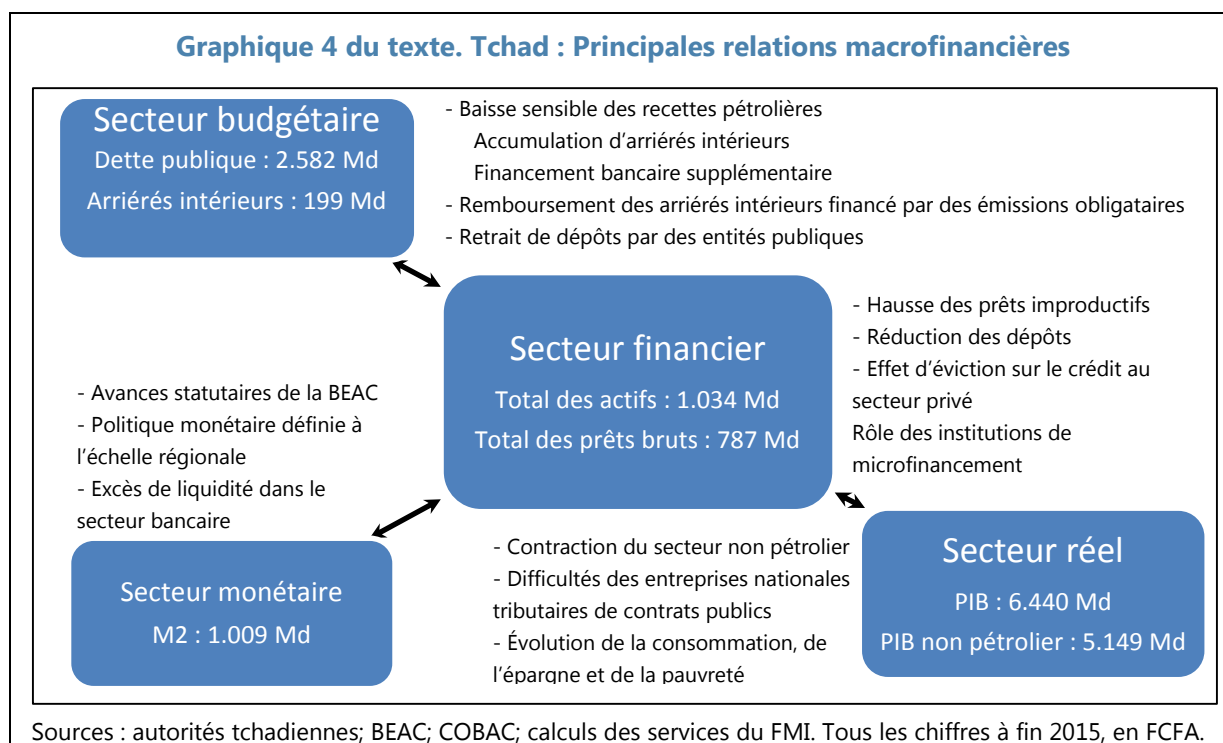 Graphique 4 du texte. Tchad : Principales relations macrofinancières
Secteur budgétaire
Dette publique : 2.582 Md
Arriérés intérieurs : 199 Md
- Baisse sensible des recettes pétrolières
Accumulation d'arriérés intérieurs
Financement bancaire supplémentaire
- Remboursement des arriérés intérieurs financé par des émissions obligataires
- Retrait de dépôts par des entités publiques
Secteur financier
Total des actifs : 1.034 Md
Total des prêts bruts : 787 Md
- Hausse des prêts improductifs
- Réduction des dépôts
- Effet d'éviction sur le crédit au
secteur privé
Rôle des institutions de
microfinancement
- Avances statutaires de la BEAC
- Politique monétaire définie à
l'échelle régionale
- Excès de liquidité dans le
secteur bancaire
Secteur monétaire
M2 : 1.009 Md
- Contraction du secteur non pétrolier
- Difficultés des entreprises nationales
tributaires de contrats publics
- Évolution de la consommation, de
l'épargne et de la pauvreté
Secteur réel
PIB : 6.440 Md
PIB non pétrolier : 5.149 Md
Sources : autorités tchadiennes; BEAC; COBAC; calculs des services du FMI. Tous les chiffres à fin 2015, en FCFA.